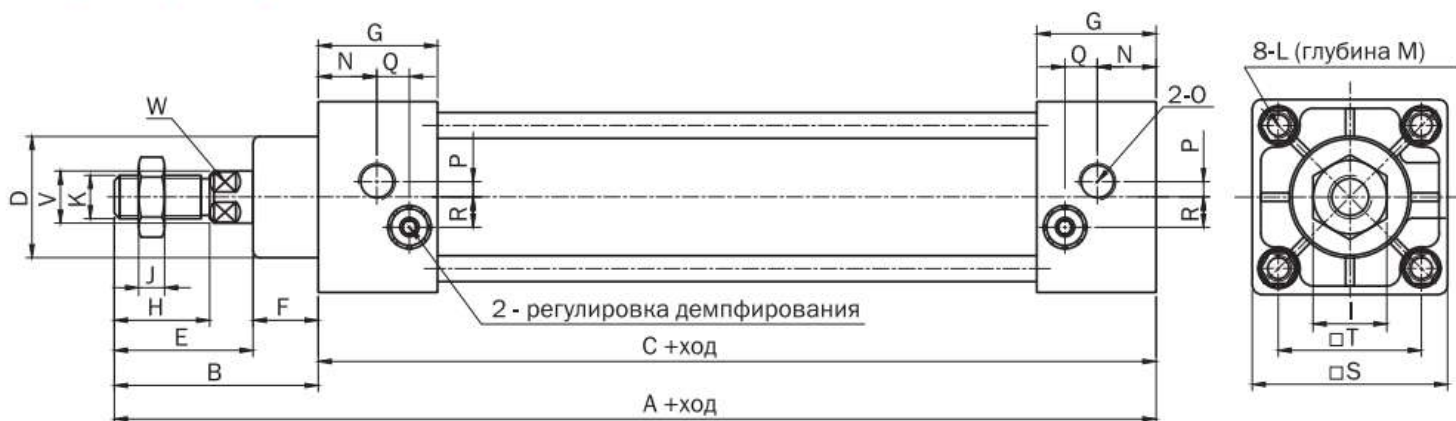 G
G
N
Q
Q
N
8-L (глубина M)
W
2-O
P
P
D
V
K
R
R
J
H
F
2 - регулировка демпфирования
I
E
C +ход
□T
B
□S
A +ход